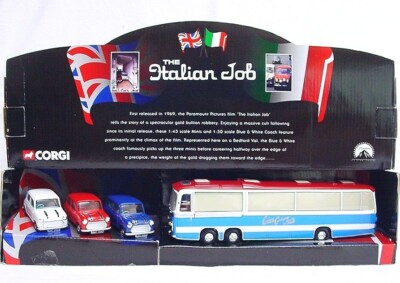 THE
Italian Job
First released in 1969, the Paramount Pictures film 'The Italian Job'
tells the story of a spectacular gold bullion robbery. Enjoying a massive cult following
since its initial release, these 1:43 scale Minis and 1:50 scale Blue & White Coach feature
prominently at the climax of the film. Represented here on a Bedford Val, the Blue & White
coach famously picks up the three minis before careering halfway over the edge of
a precipice, the weight of the gold dragging them toward the edge.......
CORGI
Paramount